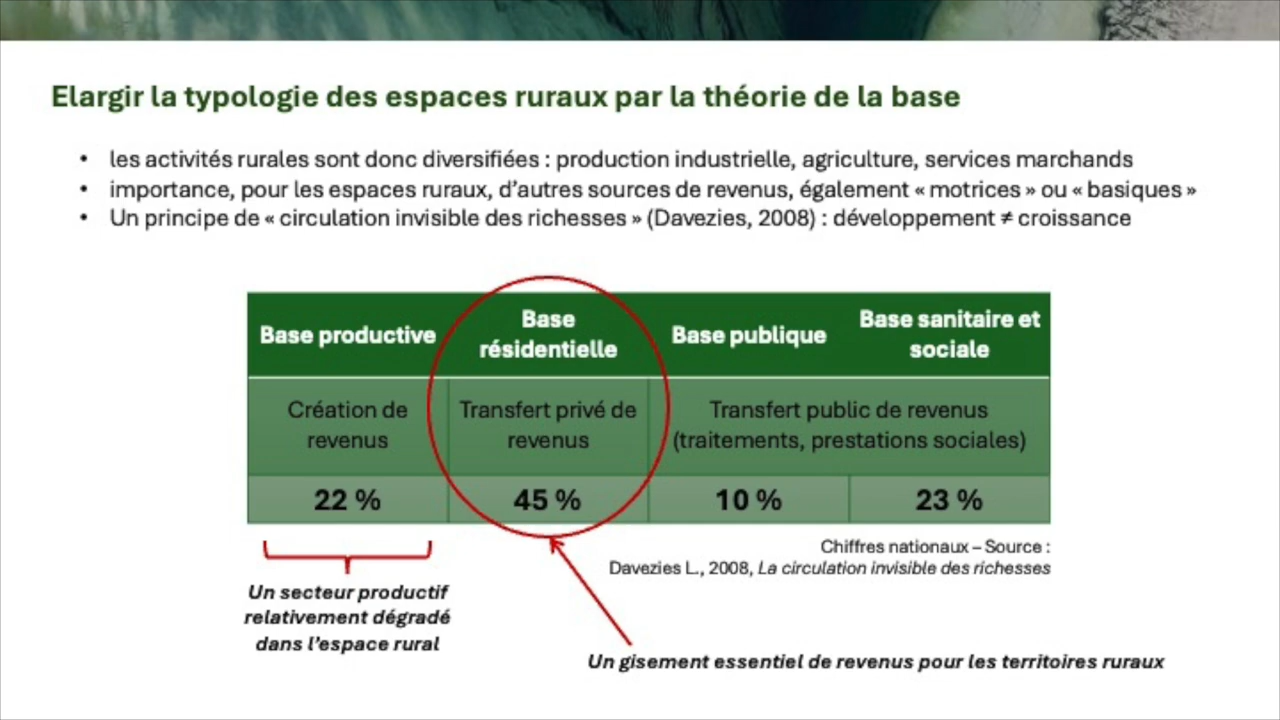 Elargir la typologie des espaces ruraux par la théorie de la base
• les activités rurales sont donc diversifiées : production industrielle, agriculture, services marchands
• importance, pour les espaces ruraux, d’autres sources de revenus, également « motrices » ou « basiques »
• Un principe de « circulation invisible des richesses » (Davezies, 2008) : développement ≠ croissance
Base productive
Base
résidentielle
Base publique
Base sanitaire et
sociale
Création de
revenus
Transfert privé de
revenus
Transfert public de revenus
(traitements, prestations sociales)
22 %
45 %
10 %
23 %
Chiffres nationaux – Source :
Davezies L., 2008, La circulation invisible des richesses
Un secteur productif
relativement dégradé
dans l’espace rural
Un gisement essentiel de revenus pour les territoires ruraux